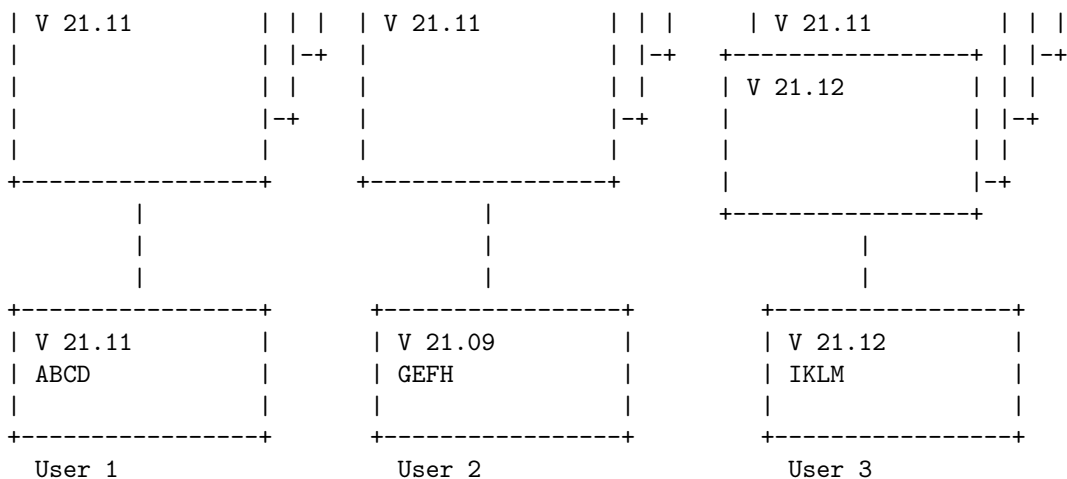 V 21.11 V 21.11 V 21.11
V 21.12
V 21.11 V 21.09 V 21.12
ABCD GEFH IKLM
User 1 User 2 User 3